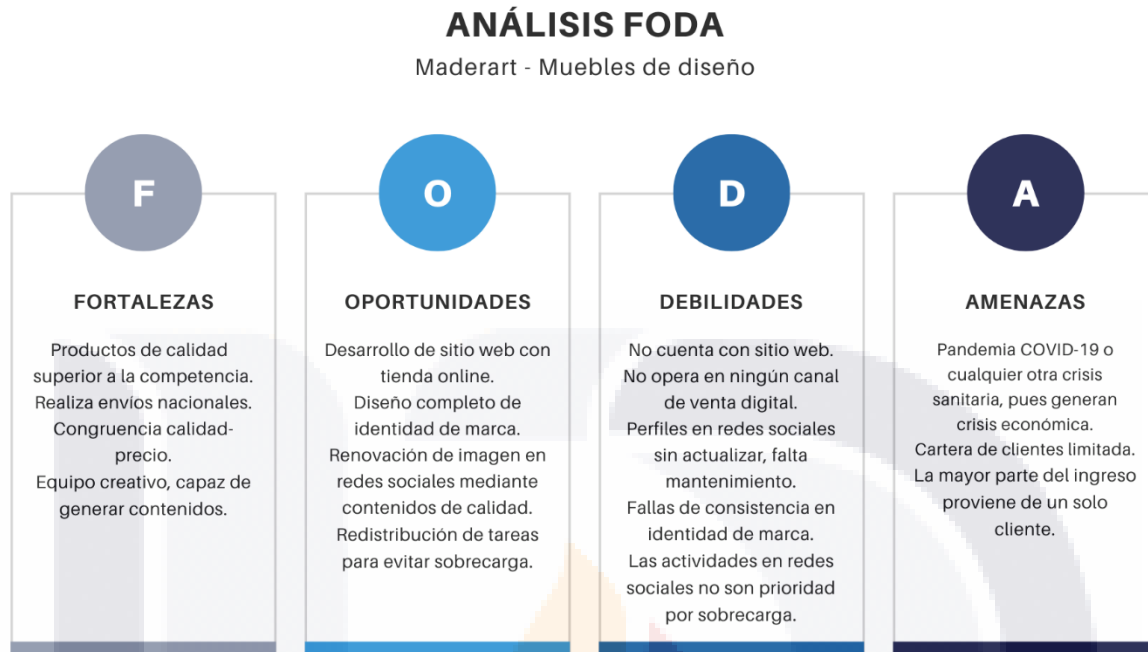 ANÁLISIS FODA
Maderart - Muebles de diseño
F
FORTALEZAS
Productos de calidad
superior a la competencia.
Realiza envíos nacionales.
Congruencia calidad-
precio.
Equipo creativo, capaz de
generar contenidos.
O
OPORTUNIDADES
Desarrollo de sitio web con
tienda online.
Diseño completo de
identidad de marca.
Renovación de imagen en
redes sociales mediante
contenidos de calidad.
Redistribución de tareas
para evitar sobrecarga.
D
DEBILIDADES
No cuenta con sitio web.
No opera en ningún canal
de venta digital.
Perfiles en redes sociales
sin actualizar, falta
mantenimiento.
Fallas de consistencia en
identidad de marca.
Las actividades en redes
sociales no son prioridad
por sobrecarga.
A
AMENAZAS
Pandemia COVID-19 o
cualquier otra crisis
sanitaria, pues generan
crisis económica.
Cartera de clientes limitada.
La mayor parte del ingreso
proviene de un solo
cliente.